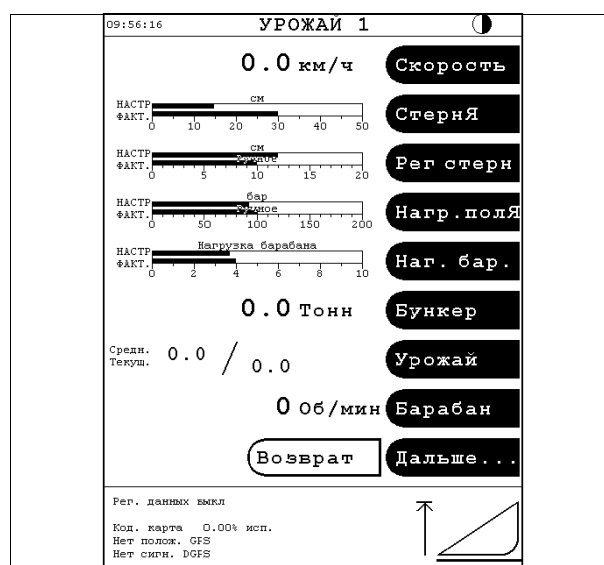 09:56:16 УРОЖАЙ 1
0.0 км/ч Скорость
см
НАСТР
ФАКТ.
0 10 20 30 40 50
СтернЯ
см
НАСТР
Ручное
ФАКТ.
0 5 10 15 20
Рег стерн
бар
НАСТР
Ручное
ФАКТ.
0 50 100 150 200
Нагр.полЯ
Нагрузка барабана
НАСТР
ФАКТ.
0 2 4 6 8 10
Наг. бар.
0.0 Тонн Бункер
Средн.
Текущ.
0.0 / 0.0
Урожай
0 Об/мин Барабан
Возврат Дальше...
Рег. данных выкл
Код. карта 0.00% исп.
Нет полож. GPS
Нет сигн. DGPS